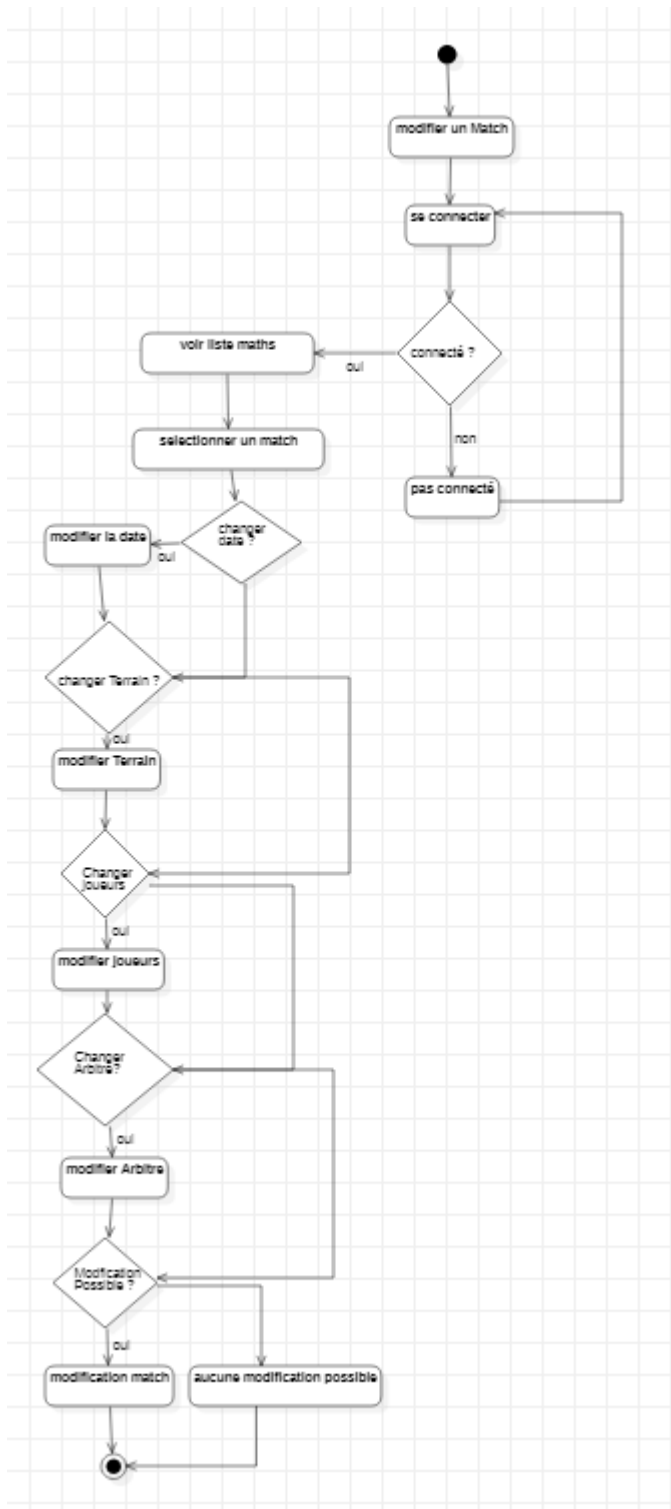 modifier un Match
se connecter
connecté ?
oui
voir liste maths
non
pas connecté
selectionner un match
changer
date ?
oui
modifier la date
changer Terrain ?
oui
modifier Terrain
Changer
joueurs
oui
modifier joueurs
Changer
Arbitre?
oui
modifier Arbitre
Modfication
Possible ?
oui
modification match
aucune modification possible